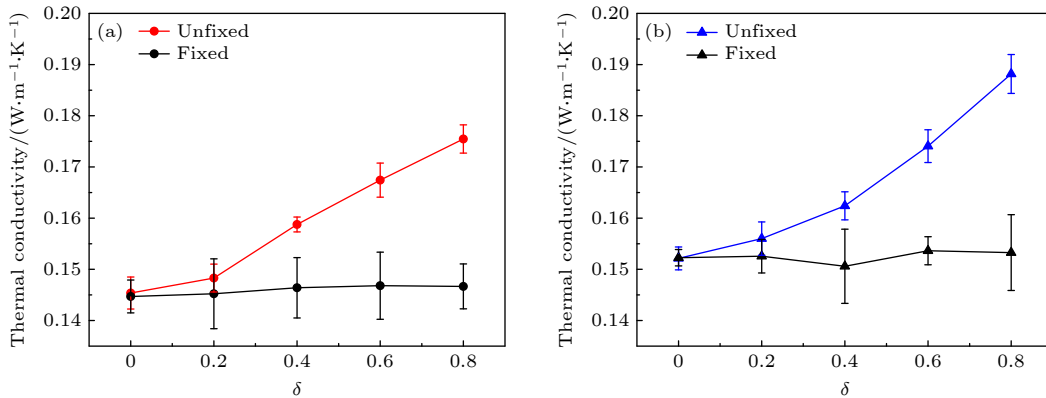 (a)
Unfixed
Fixed
Thermal conductivity/(W·m⁻¹·K⁻¹)
0.20
0.19
0.18
0.17
0.16
0.15
0.14
0 0.2 0.4 0.6 0.8
δ
(b)
Unfixed
Fixed
Thermal conductivity/(W·m⁻¹·K⁻¹)
0.20
0.19
0.18
0.17
0.16
0.15
0.14
0 0.2 0.4 0.6 0.8
δ